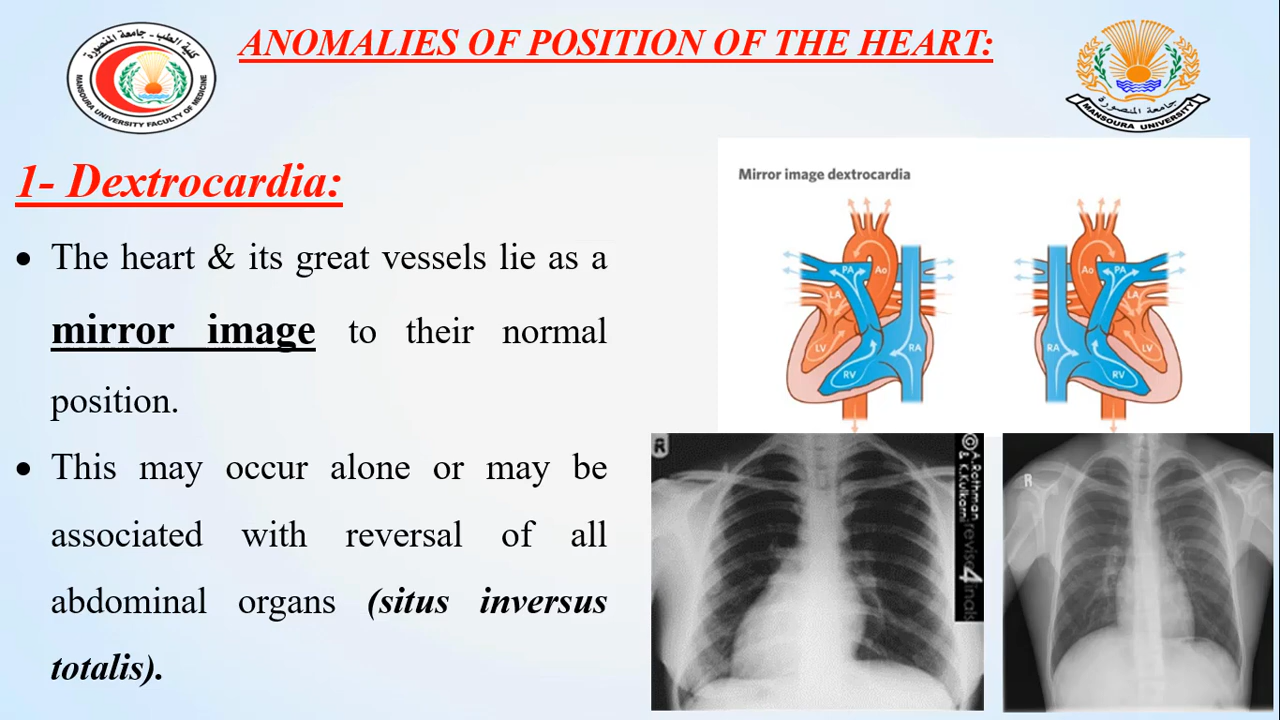 كلية الطب - جامعة المنصورة
MANSOURA UNIVERSITY FACULTY OF MEDICINE
ANOMALIES OF POSITION OF THE HEART:
جامعة المنصورة
MANSOURA UNIVERSITY
1- Dextrocardia:
• The heart & its great vessels lie as a
mirror image to their normal
position.
• This may occur alone or may be
associated with reversal of all
abdominal organs (situs inversus
totalis).
Mirror image dextrocardia
PA Ao
LA
LV RA
RV
Ao PA
LA
RA LV
RV
R
© A.Rothman
& K.Kulkarni
revise4finals
R